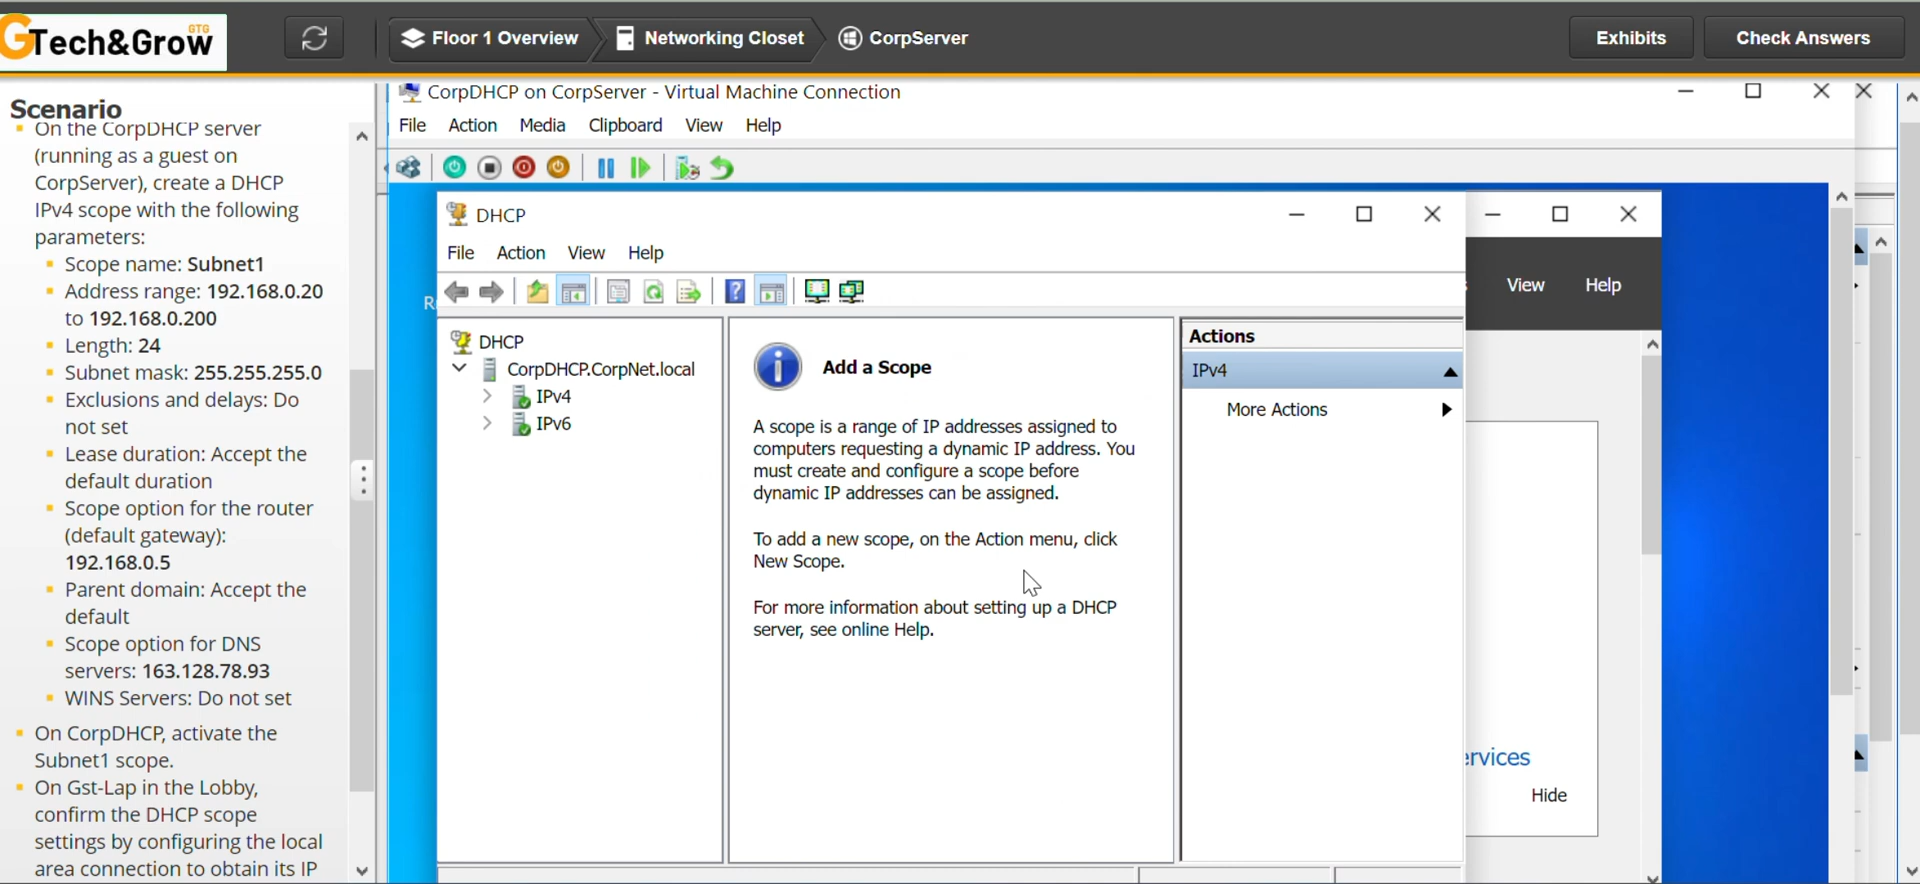 GTech&Grow
GTG
Floor 1 Overview
Networking Closet
CorpServer
Exhibits
Check Answers
Scenario
On the CorpDHCP server
(running as a guest on
CorpServer), create a DHCP
IPv4 scope with the following
parameters:
Scope name: Subnet1
Address range: 192.168.0.20
to 192.168.0.200
Length: 24
Subnet mask: 255.255.255.0
Exclusions and delays: Do
not set
Lease duration: Accept the
default duration
Scope option for the router
(default gateway):
192.168.0.5
Parent domain: Accept the
default
Scope option for DNS
servers: 163.128.78.93
WINS Servers: Do not set
On CorpDHCP, activate the
Subnet1 scope.
On Gst-Lap in the Lobby,
confirm the DHCP scope
settings by configuring the local
area connection to obtain its IP
CorpDHCP on CorpServer - Virtual Machine Connection
File Action Media Clipboard View Help
DHCP
File Action View Help
DHCP
CorpDHCP.CorpNet.local
IPv4
IPv6
Add a Scope
A scope is a range of IP addresses assigned to
computers requesting a dynamic IP address. You
must create and configure a scope before
dynamic IP addresses can be assigned.
To add a new scope, on the Action menu, click
New Scope.
For more information about setting up a DHCP
server, see online Help.
Actions
IPv4
More Actions
View Help
ervices
Hide